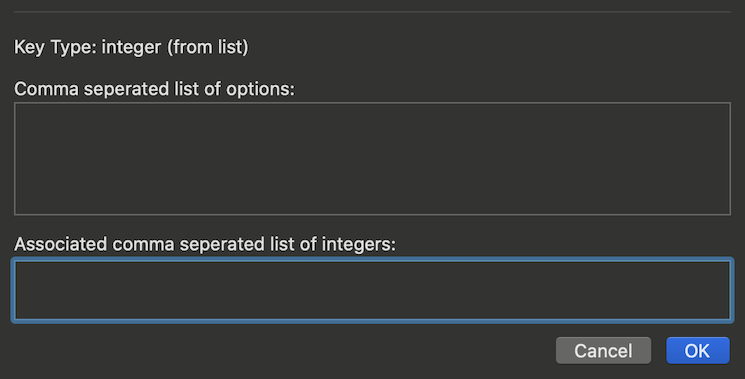 Key Type: integer (from list)
Comma seperated list of options:
Associated comma seperated list of integers:
Cancel OK